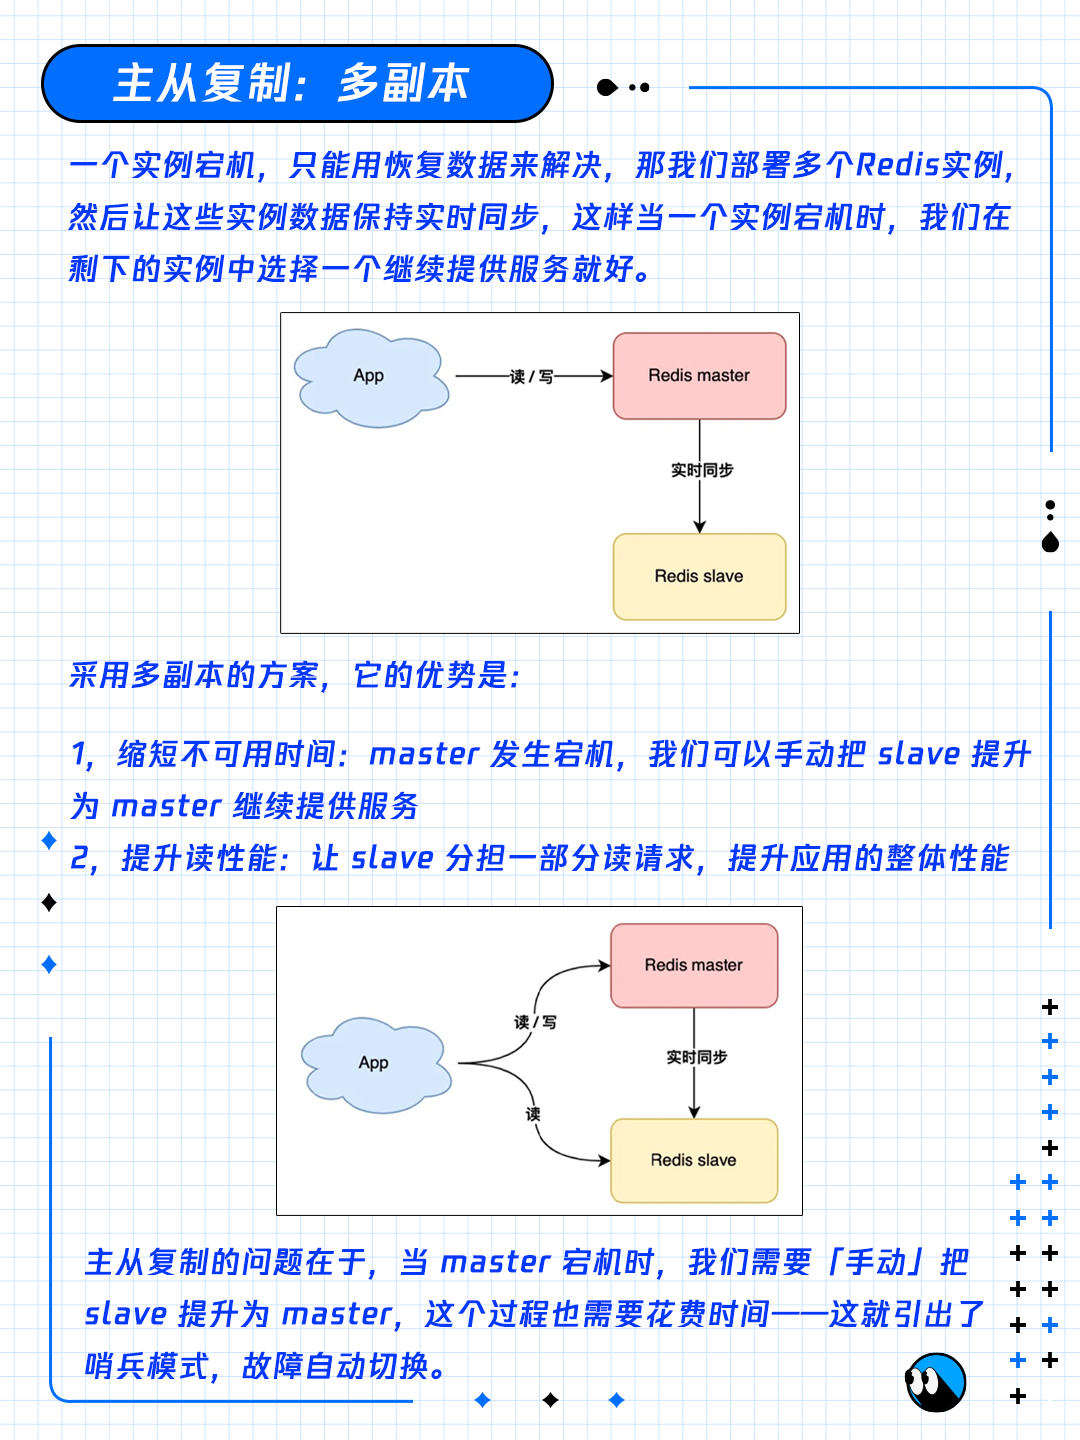 主从复制：多副本
一个实例宕机，只能用恢复数据来解决，那我们部署多个Redis实例，
然后让这些实例数据保持实时同步，这样当一个实例宕机时，我们在
剩下的实例中选择一个继续提供服务就好。
App
读 / 写
Redis master
实时同步
Redis slave
采用多副本的方案，它的优势是：
1，缩短不可用时间：master 发生宕机，我们可以手动把 slave 提升
为 master 继续提供服务
2，提升读性能：让 slave 分担一部分读请求，提升应用的整体性能
Redis master
读 / 写
App
实时同步
读
Redis slave
主从复制的问题在于，当 master 宕机时，我们需要「手动」把
slave 提升为 master，这个过程也需要花费时间——这就引出了
哨兵模式，故障自动切换。